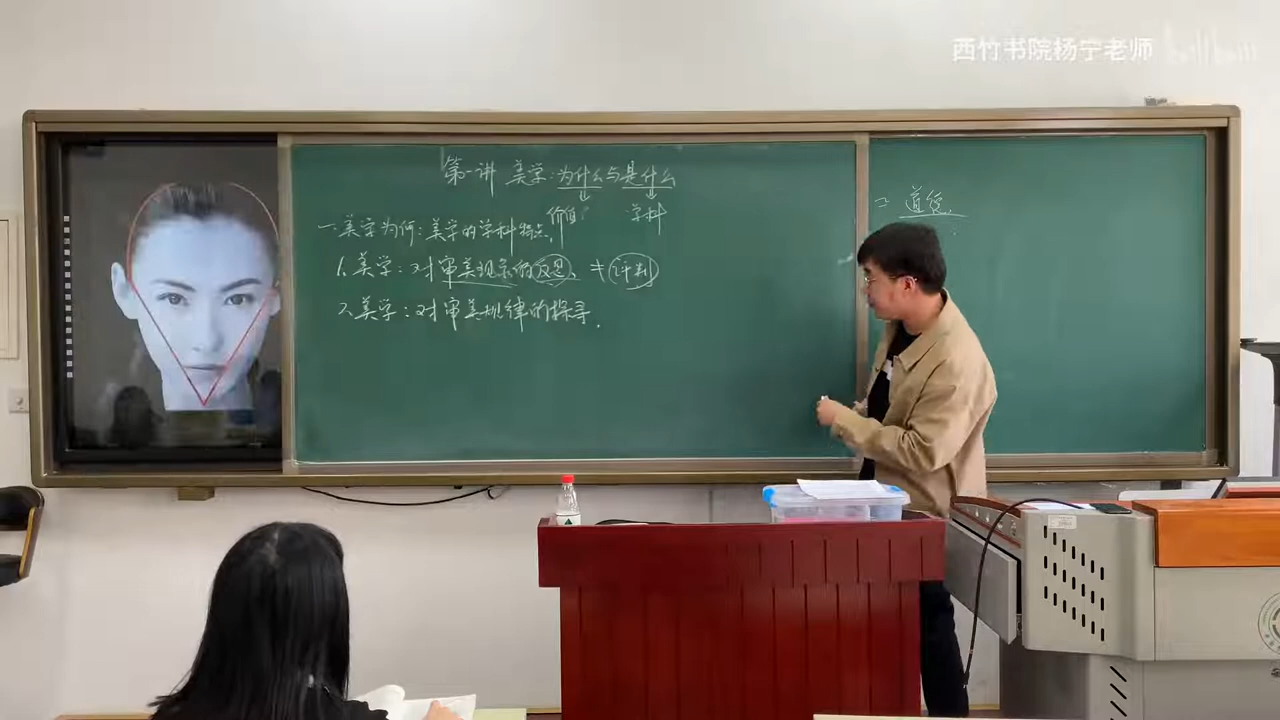 西竹书院杨宁老师 bilibili
第一讲 美学:为什么与是什么
价值? 学科
一.美学为何:美学的学科特点.
1.美学:对审美现象的反思. ≠评判
2.美学:对审美规律的探寻.
二